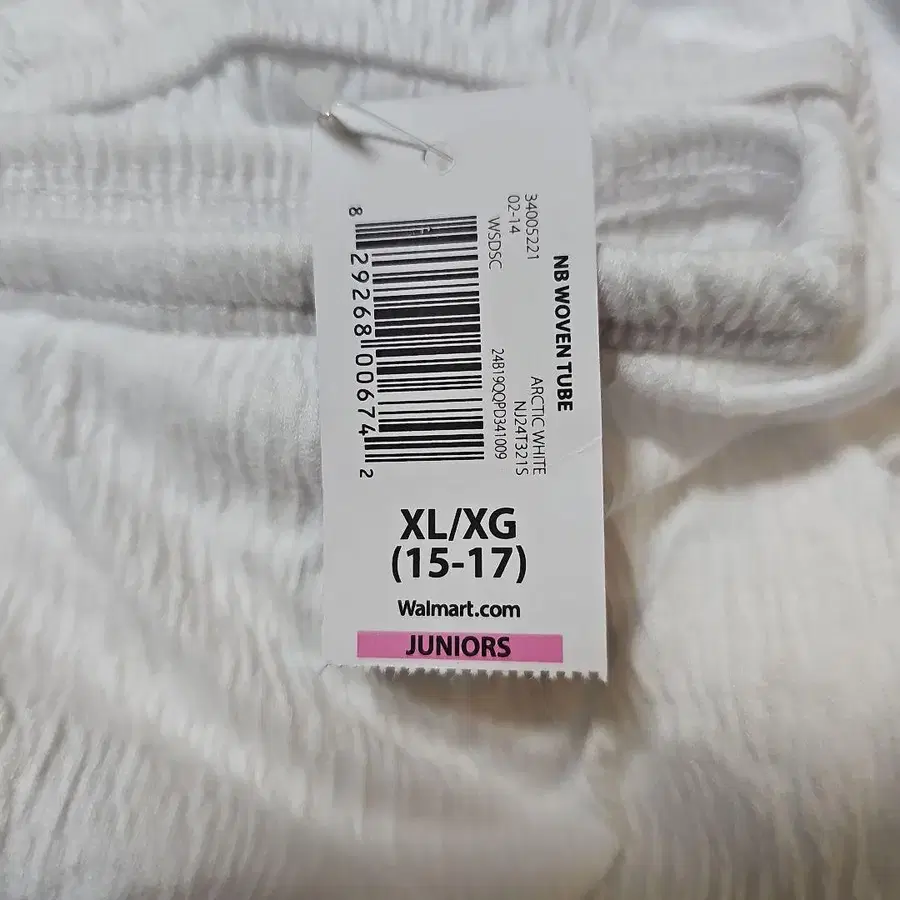 NB WOVEN TUBE
ARCTIC WHITE
NJ24T321S
34005221
02-14
WSDSC
24B19QQPD341009
8 29268 00674 2
XL/XG
(15-17)
Walmart.com
JUNIORS